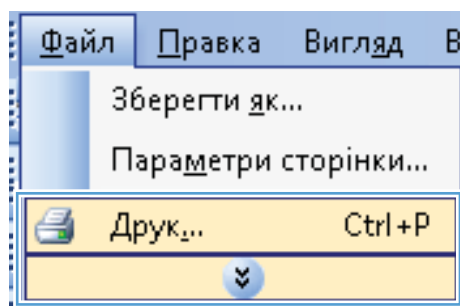 Файл Правка Вигляд В
Зберегти як...
Параметри сторінки...
Друк... Ctrl+P